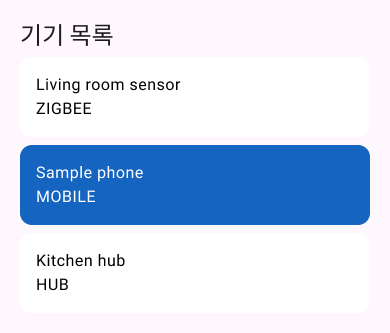 기기 목록
Living room sensor
ZIGBEE
Sample phone
MOBILE
Kitchen hub
HUB